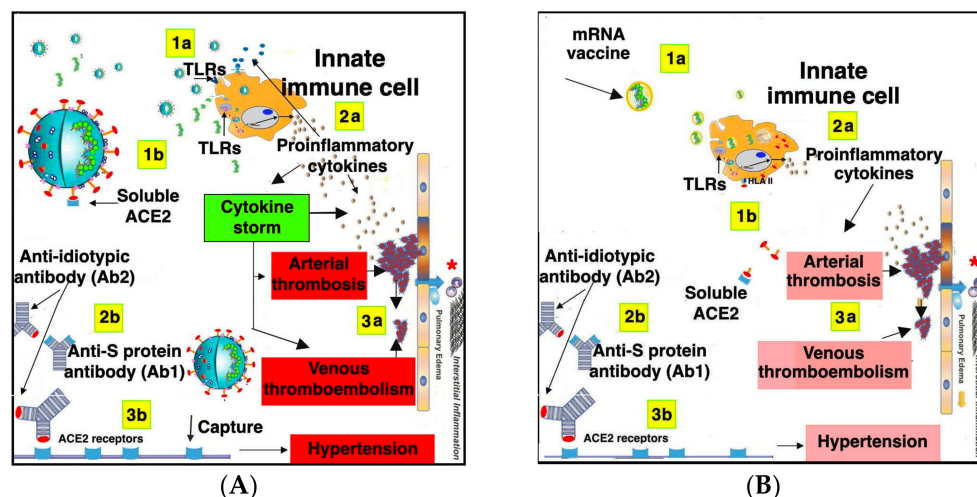 1a
TLRs
Innate
immune cell
2a
TLRs
Proinflammatory
cytokines
1b
Soluble
ACE2
Cytokine
storm
Anti-idiotypic
antibody (Ab2)
Arterial
thrombosis
*
2b
3a
Anti-S protein
antibody (Ab1)
Venous
thromboembolism
Pulmonary Edema
Interstitial Inflammation
3b
Capture
ACE2 receptors
Hypertension
(A)
mRNA
vaccine
1a
Innate
immune cell
2a
TLRs
HLA II
Proinflammatory
cytokines
1b
Soluble
ACE2
Anti-idiotypic
antibody (Ab2)
Arterial
thrombosis
*
2b
3a
Anti-S protein
antibody (Ab1)
Venous
thromboembolism
Pulmonary Edema
3b
ACE2 receptors
Hypertension
(B)